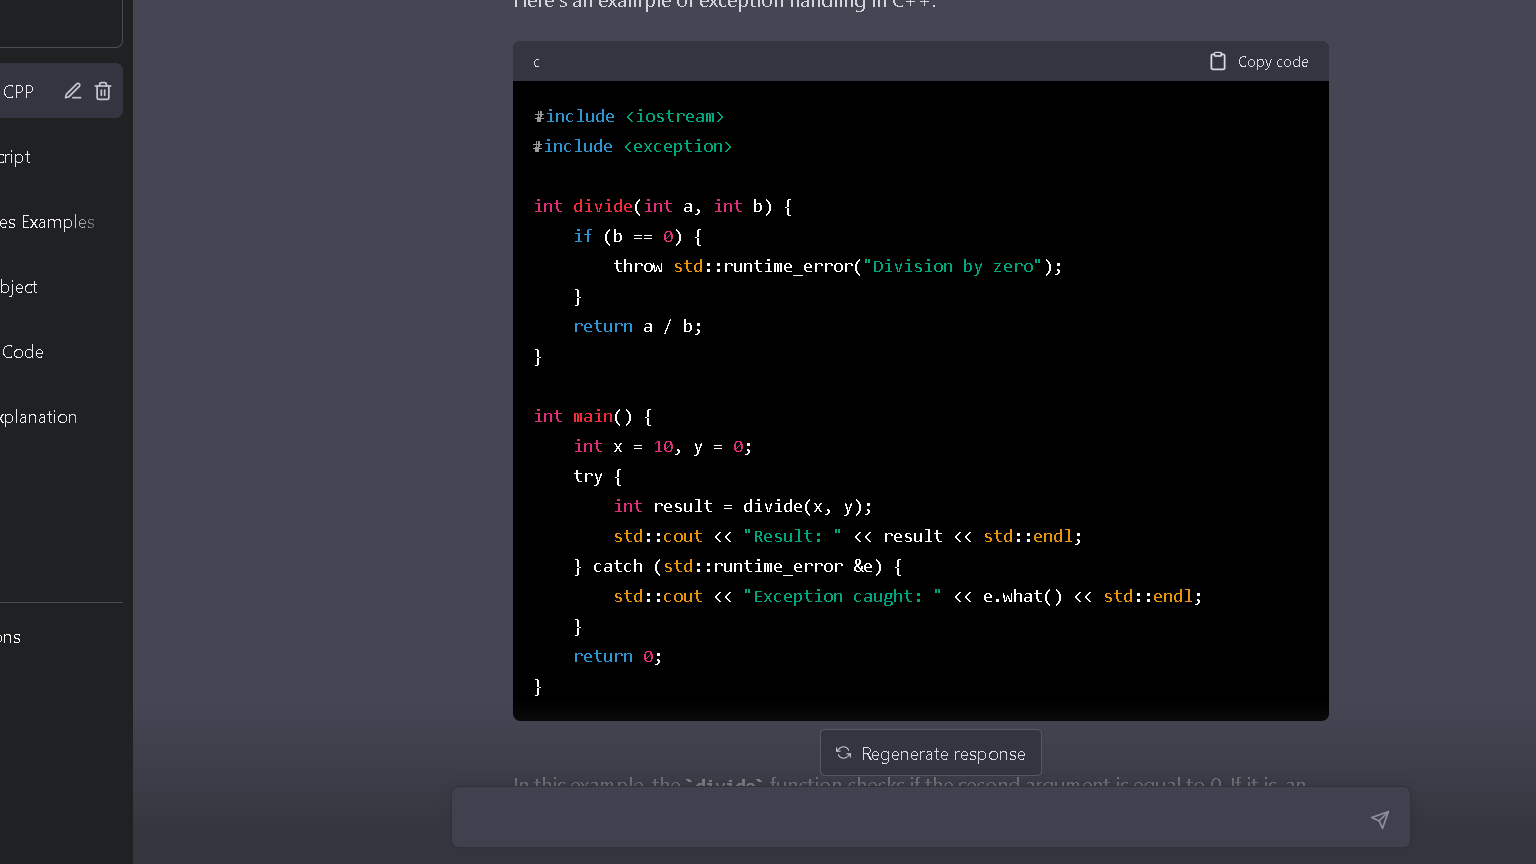 Here's an example of exception handling in C++:
c
Copy code
#include <iostream>
#include <exception>
int divide(int a, int b) {
    if (b == 0) {
        throw std::runtime_error("Division by zero");
    }
    return a / b;
}
int main() {
    int x = 10, y = 0;
    try {
        int result = divide(x, y);
        std::cout << "Result: " << result << std::endl;
    } catch (std::runtime_error &e) {
        std::cout << "Exception caught: " << e.what() << std::endl;
    }
    return 0;
}
In this example, the `divide` function checks if the second argument is equal to 0. If it is, an
Regenerate response
CPP
cript
es Examples
bject
Code
xplanation
ons